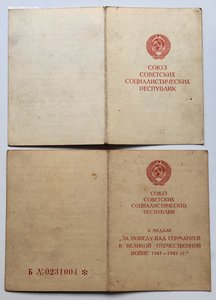 СОЮЗ
СОВЕТСКИХ
СОЦИАЛИСТИЧЕСКИХ
РЕСПУБЛИК
СОЮЗ
СОВЕТСКИХ
СОЦИАЛИСТИЧЕСКИХ
РЕСПУБЛИК
К МЕДАЛИ
„ЗА ПОБЕДУ НАД ГЕРМАНИЕЙ
В ВЕЛИКОЙ ОТЕЧЕСТВЕННОЙ
ВОЙНЕ 1941—1945 гг."
Б №0231004 *